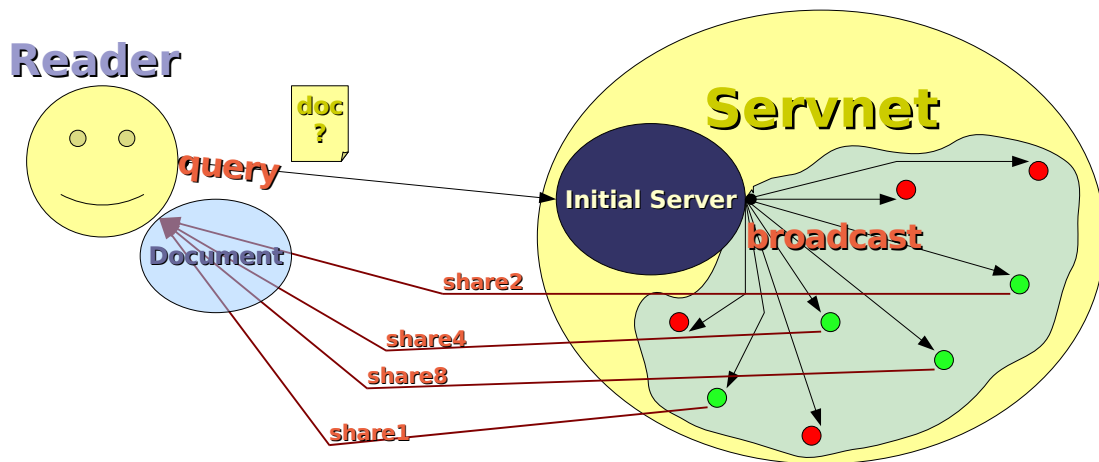 Reader
doc
?
Servnet
query
Initial Server
broadcast
Document
share2
share4
share8
share1